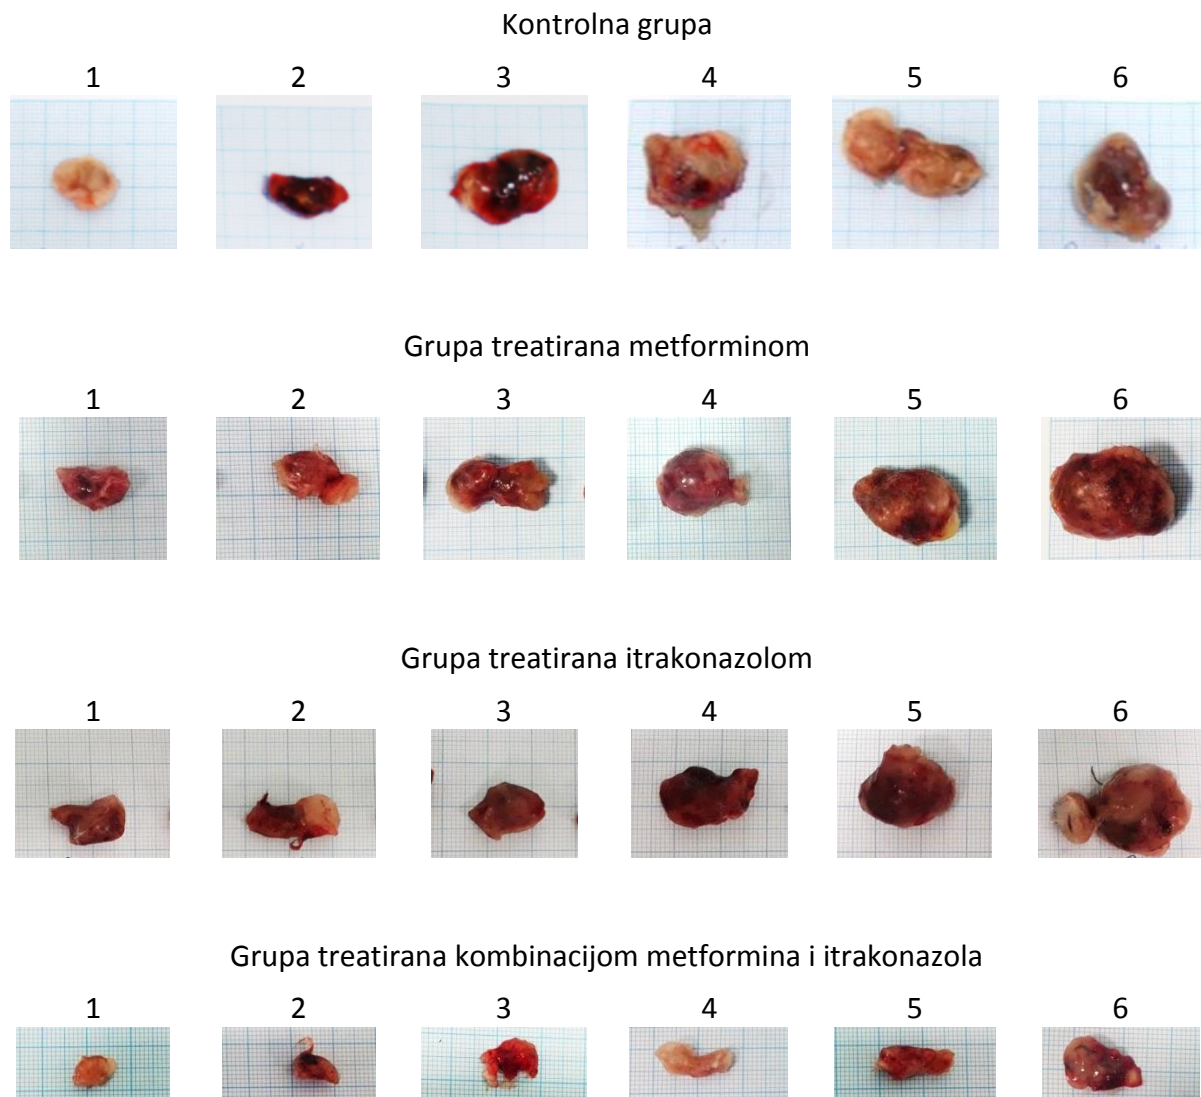 Kontrolna grupa
1 2 3 4 5 6
Grupa treatirana metforminom
1 2 3 4 5 6
Grupa treatirana itrakonazolom
1 2 3 4 5 6
Grupa treatirana kombinacijom metformina i itrakonazola
1 2 3 4 5 6